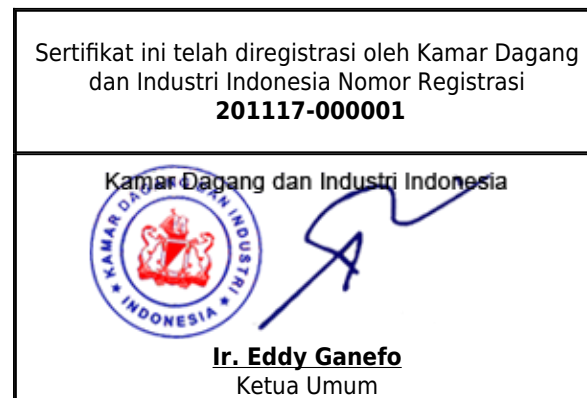 Sertifikat ini telah diregistrasi oleh Kamar Dagang
dan Industri Indonesia Nomor Registrasi
201117-000001
Kamar Dagang dan Industri Indonesia
KAMAR DAGANG DAN INDUSTRI
* INDONESIA *
Ir. Eddy Ganefo
Ketua Umum